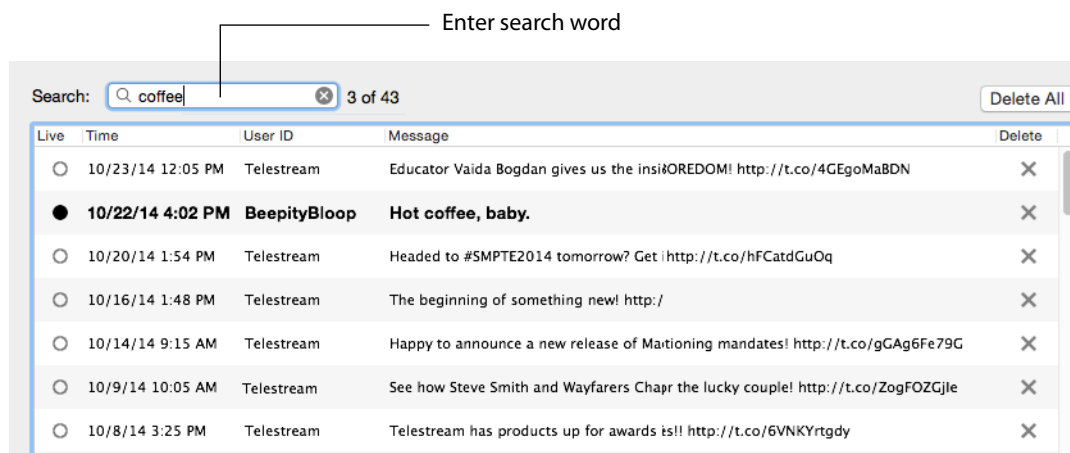 Enter search word
Search: coffee 3 of 43 Delete All
Live Time User ID Message Delete
10/23/14 12:05 PM Telestream Educator Vaida Bogdan gives us the insi OREDOM! http://t.co/4GEgoMaBDN
10/22/14 4:02 PM BeepityBloop Hot coffee, baby.
10/20/14 1:54 PM Telestream Headed to #SMPTE2014 tomorrow? Get i http://t.co/hFCatdGuOq
10/16/14 1:48 PM Telestream The beginning of something new! http:/
10/14/14 9:15 AM Telestream Happy to announce a new release of Mationing mandates! http://t.co/gGAg6Fe79G
10/9/14 10:05 AM Telestream See how Steve Smith and Wayfarers Chapr the lucky couple! http://t.co/ZogFOZGjle
10/8/14 3:25 PM Telestream Telestream has products up for awards is!! http://t.co/6VNKYrtgdy